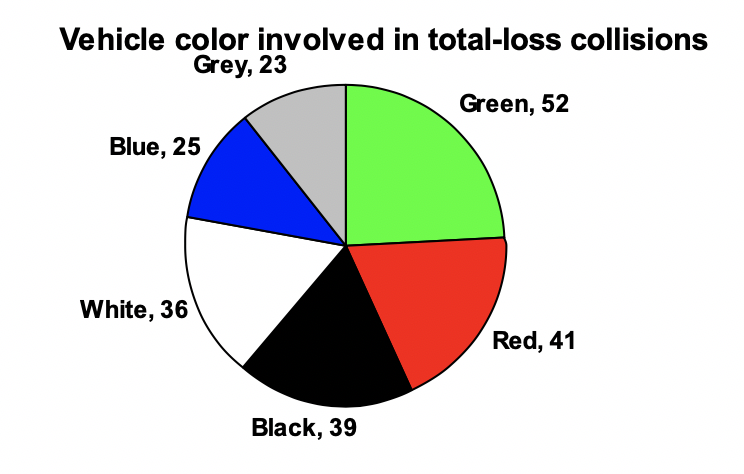 Vehicle color involved in total-loss collisions
Grey, 23
Green, 52
Blue, 25
White, 36
Red, 41
Black, 39